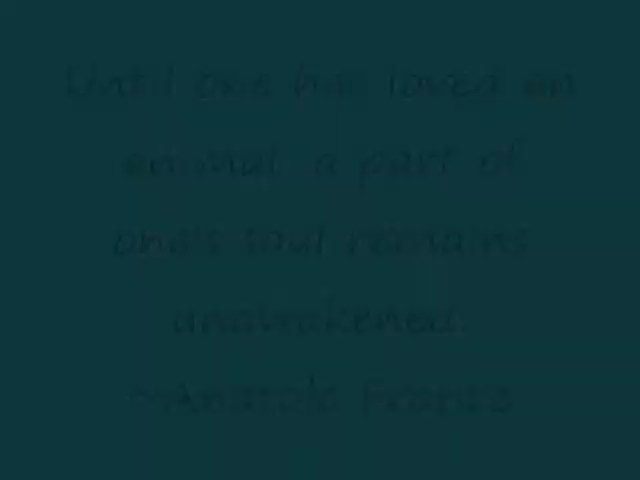 Until one has loved an
animal, a part of
one's soul remains
unawakened.
~Anatole France